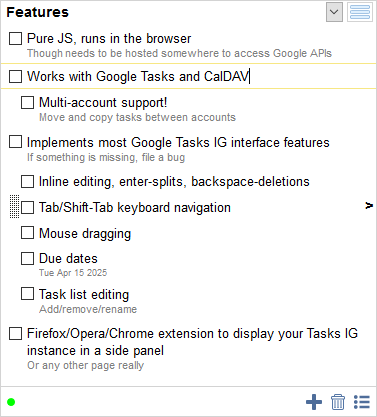 Features
Pure JS, runs in the browser
Though needs to be hosted somewhere to access Google APIs
Works with Google Tasks and CalDAV
Multi-account support!
Move and copy tasks between accounts
Implements most Google Tasks IG interface features
If something is missing, file a bug
Inline editing, enter-splits, backspace-deletions
Tab/Shift-Tab keyboard navigation
Mouse dragging
Due dates
Tue Apr 15 2025
Task list editing
Add/remove/rename
Firefox/Opera/Chrome extension to display your Tasks IG
instance in a side panel
Or any other page really